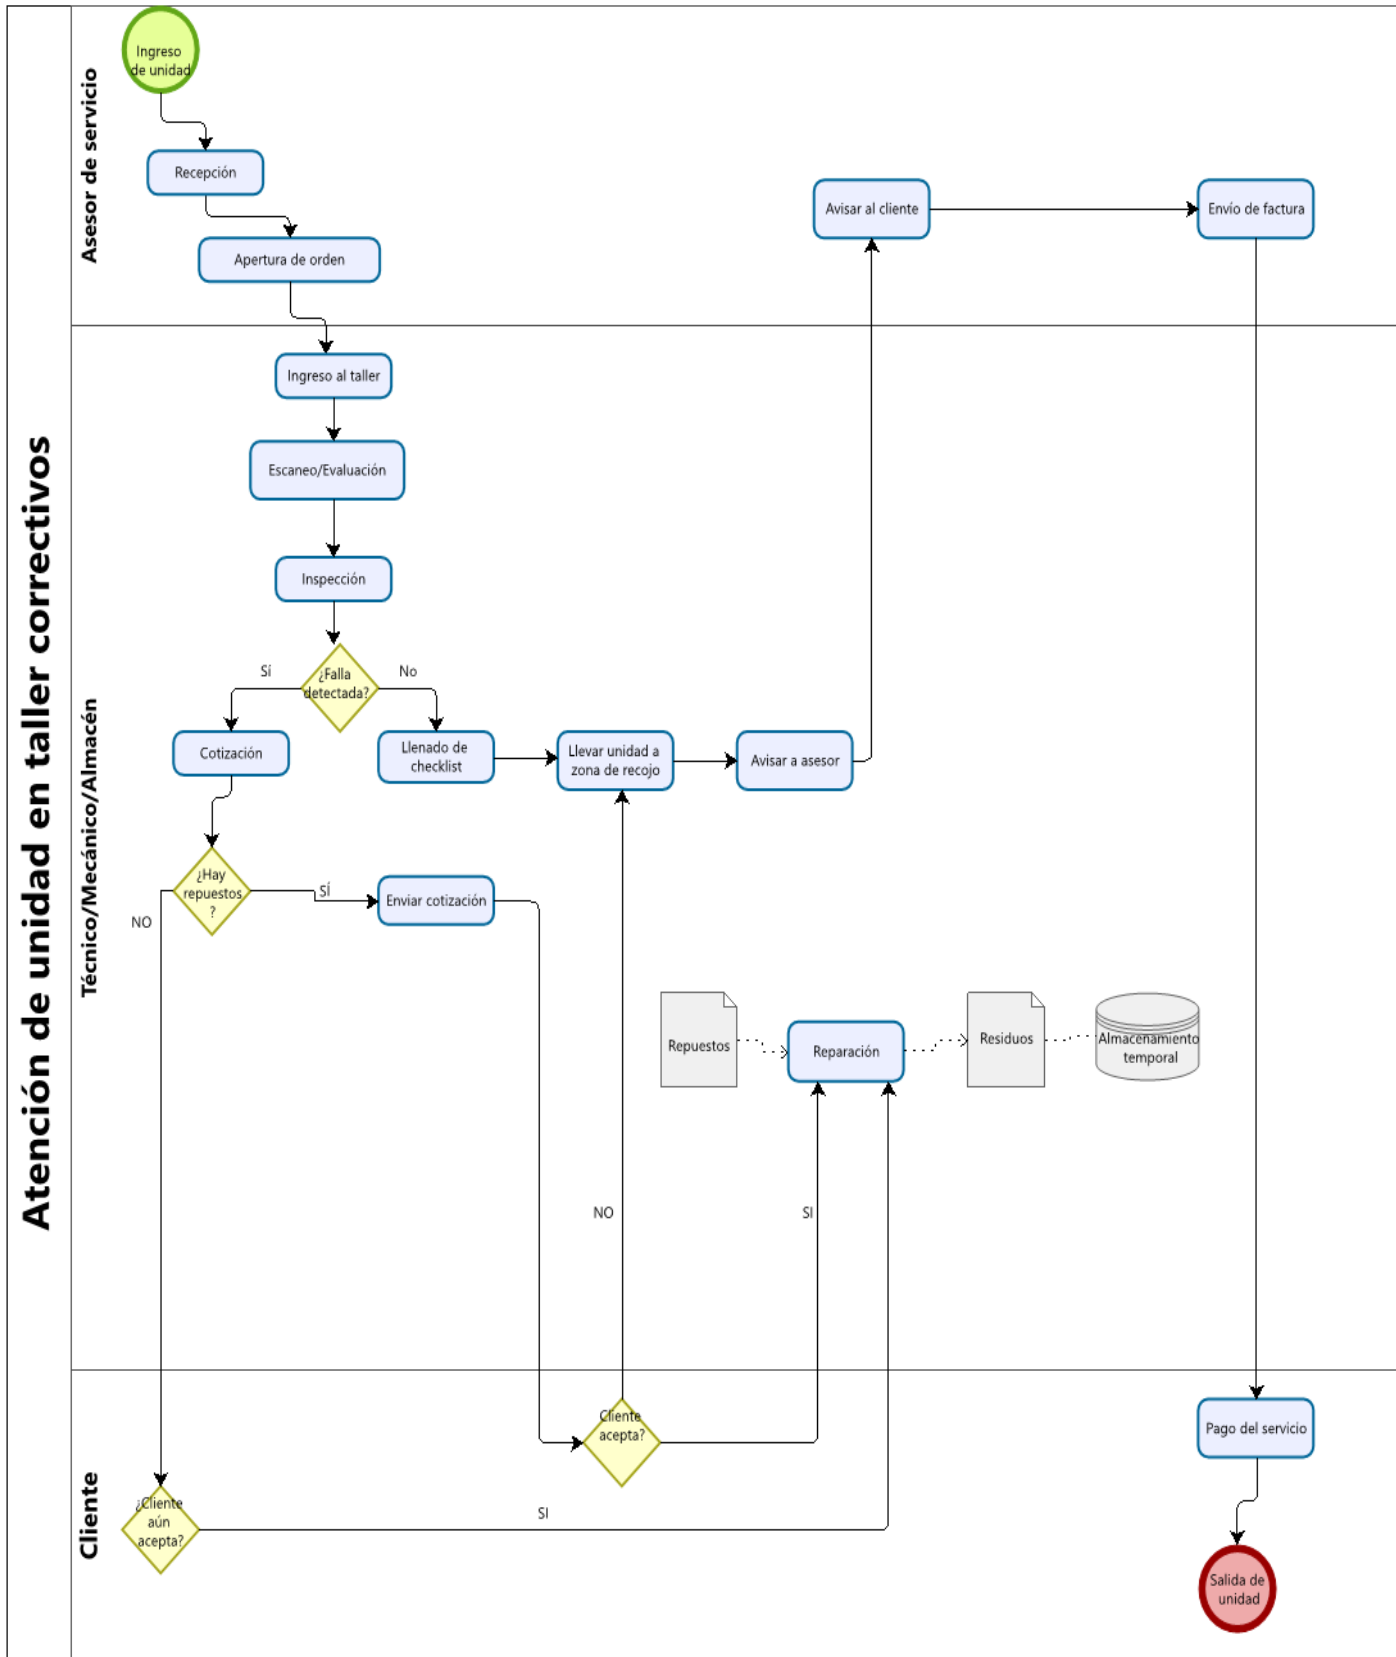 Atención de unidad en taller correctivos
Asesor de servicio
Ingreso
de unidad
Recepción
Apertura de orden
Avisar al cliente
Envío de factura
Técnico/Mecánico/Almacén
Ingreso al taller
Escaneo/Evaluación
Inspección
¿Falla
detectada?
Sí
No
Cotización
Llenado de
checklist
Llevar unidad a
zona de recojo
Avisar a asesor
¿Hay
repuestos
?
SÍ
NO
Enviar cotización
Repuestos
Reparación
Residuos
Almacenamiento
temporal
NO
SI
Cliente
Cliente
acepta?
Pago del servicio
¿Cliente
aún
acepta?
SI
Salida de
unidad